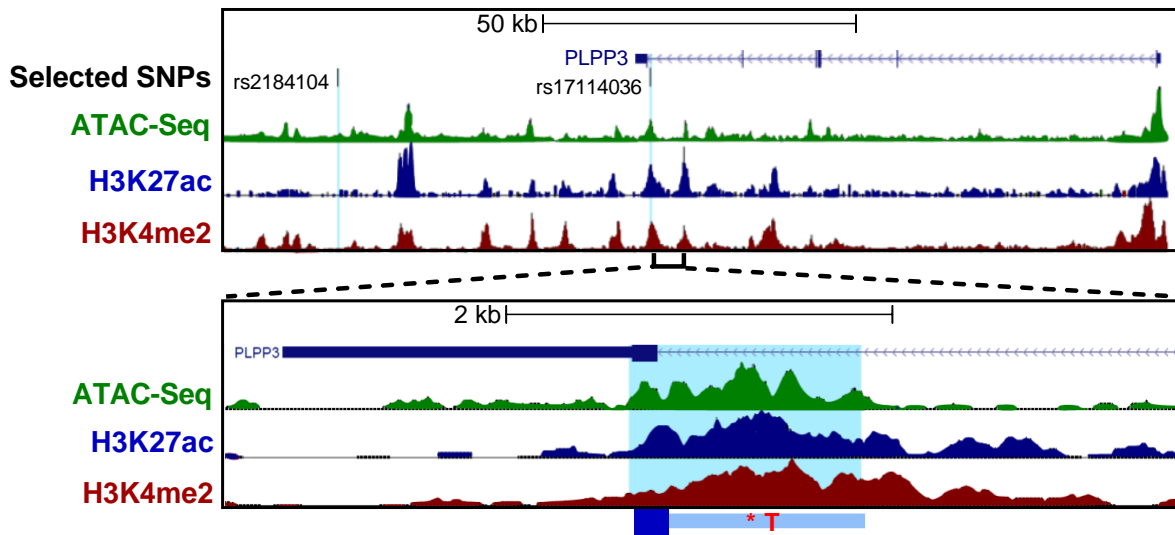 50 kb
PLPP3
Selected SNPs
rs2184104
rs17114036
ATAC-Seq
H3K27ac
H3K4me2
2 kb
PLPP3
ATAC-Seq
H3K27ac
H3K4me2
* T